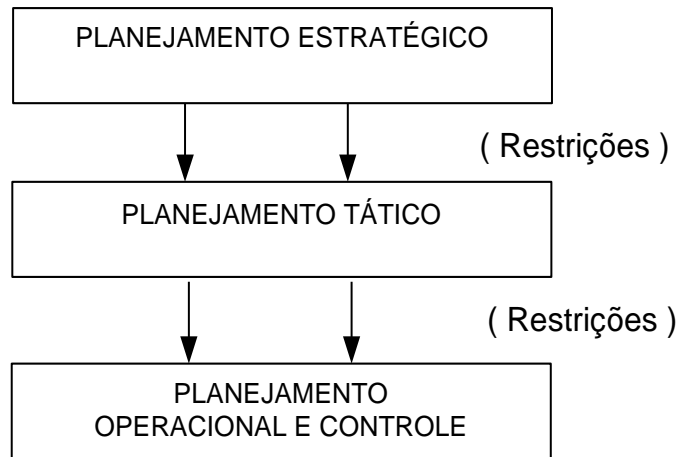 PLANEJAMENTO ESTRATÉGICO
( Restrições )
PLANEJAMENTO TÁTICO
( Restrições )
PLANEJAMENTO
OPERACIONAL E CONTROLE